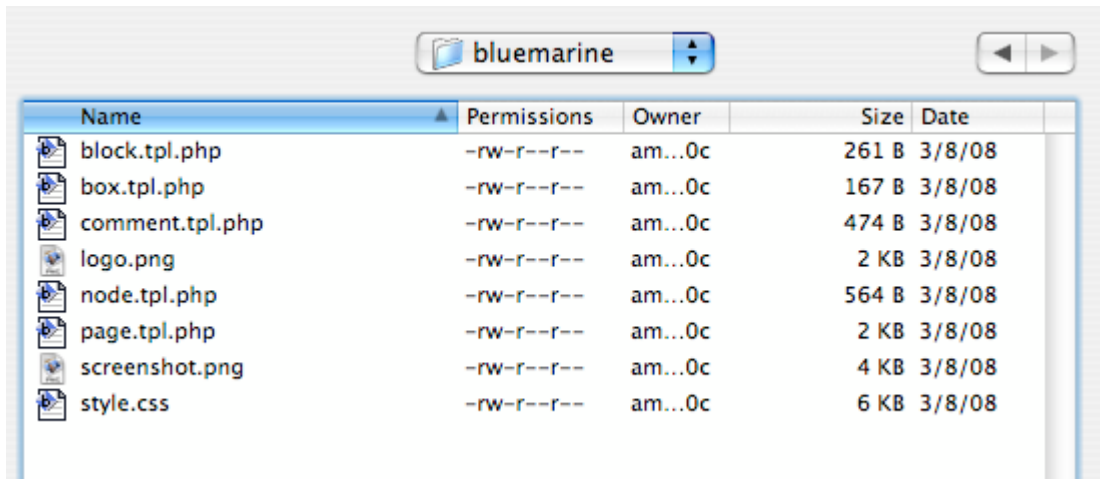 bluemarine
Name Permissions Owner Size Date
block.tpl.php -rw-r--r-- am...0c 261 B 3/8/08
box.tpl.php -rw-r--r-- am...0c 167 B 3/8/08
comment.tpl.php -rw-r--r-- am...0c 474 B 3/8/08
logo.png -rw-r--r-- am...0c 2 KB 3/8/08
node.tpl.php -rw-r--r-- am...0c 564 B 3/8/08
page.tpl.php -rw-r--r-- am...0c 2 KB 3/8/08
screenshot.png -rw-r--r-- am...0c 4 KB 3/8/08
style.css -rw-r--r-- am...0c 6 KB 3/8/08